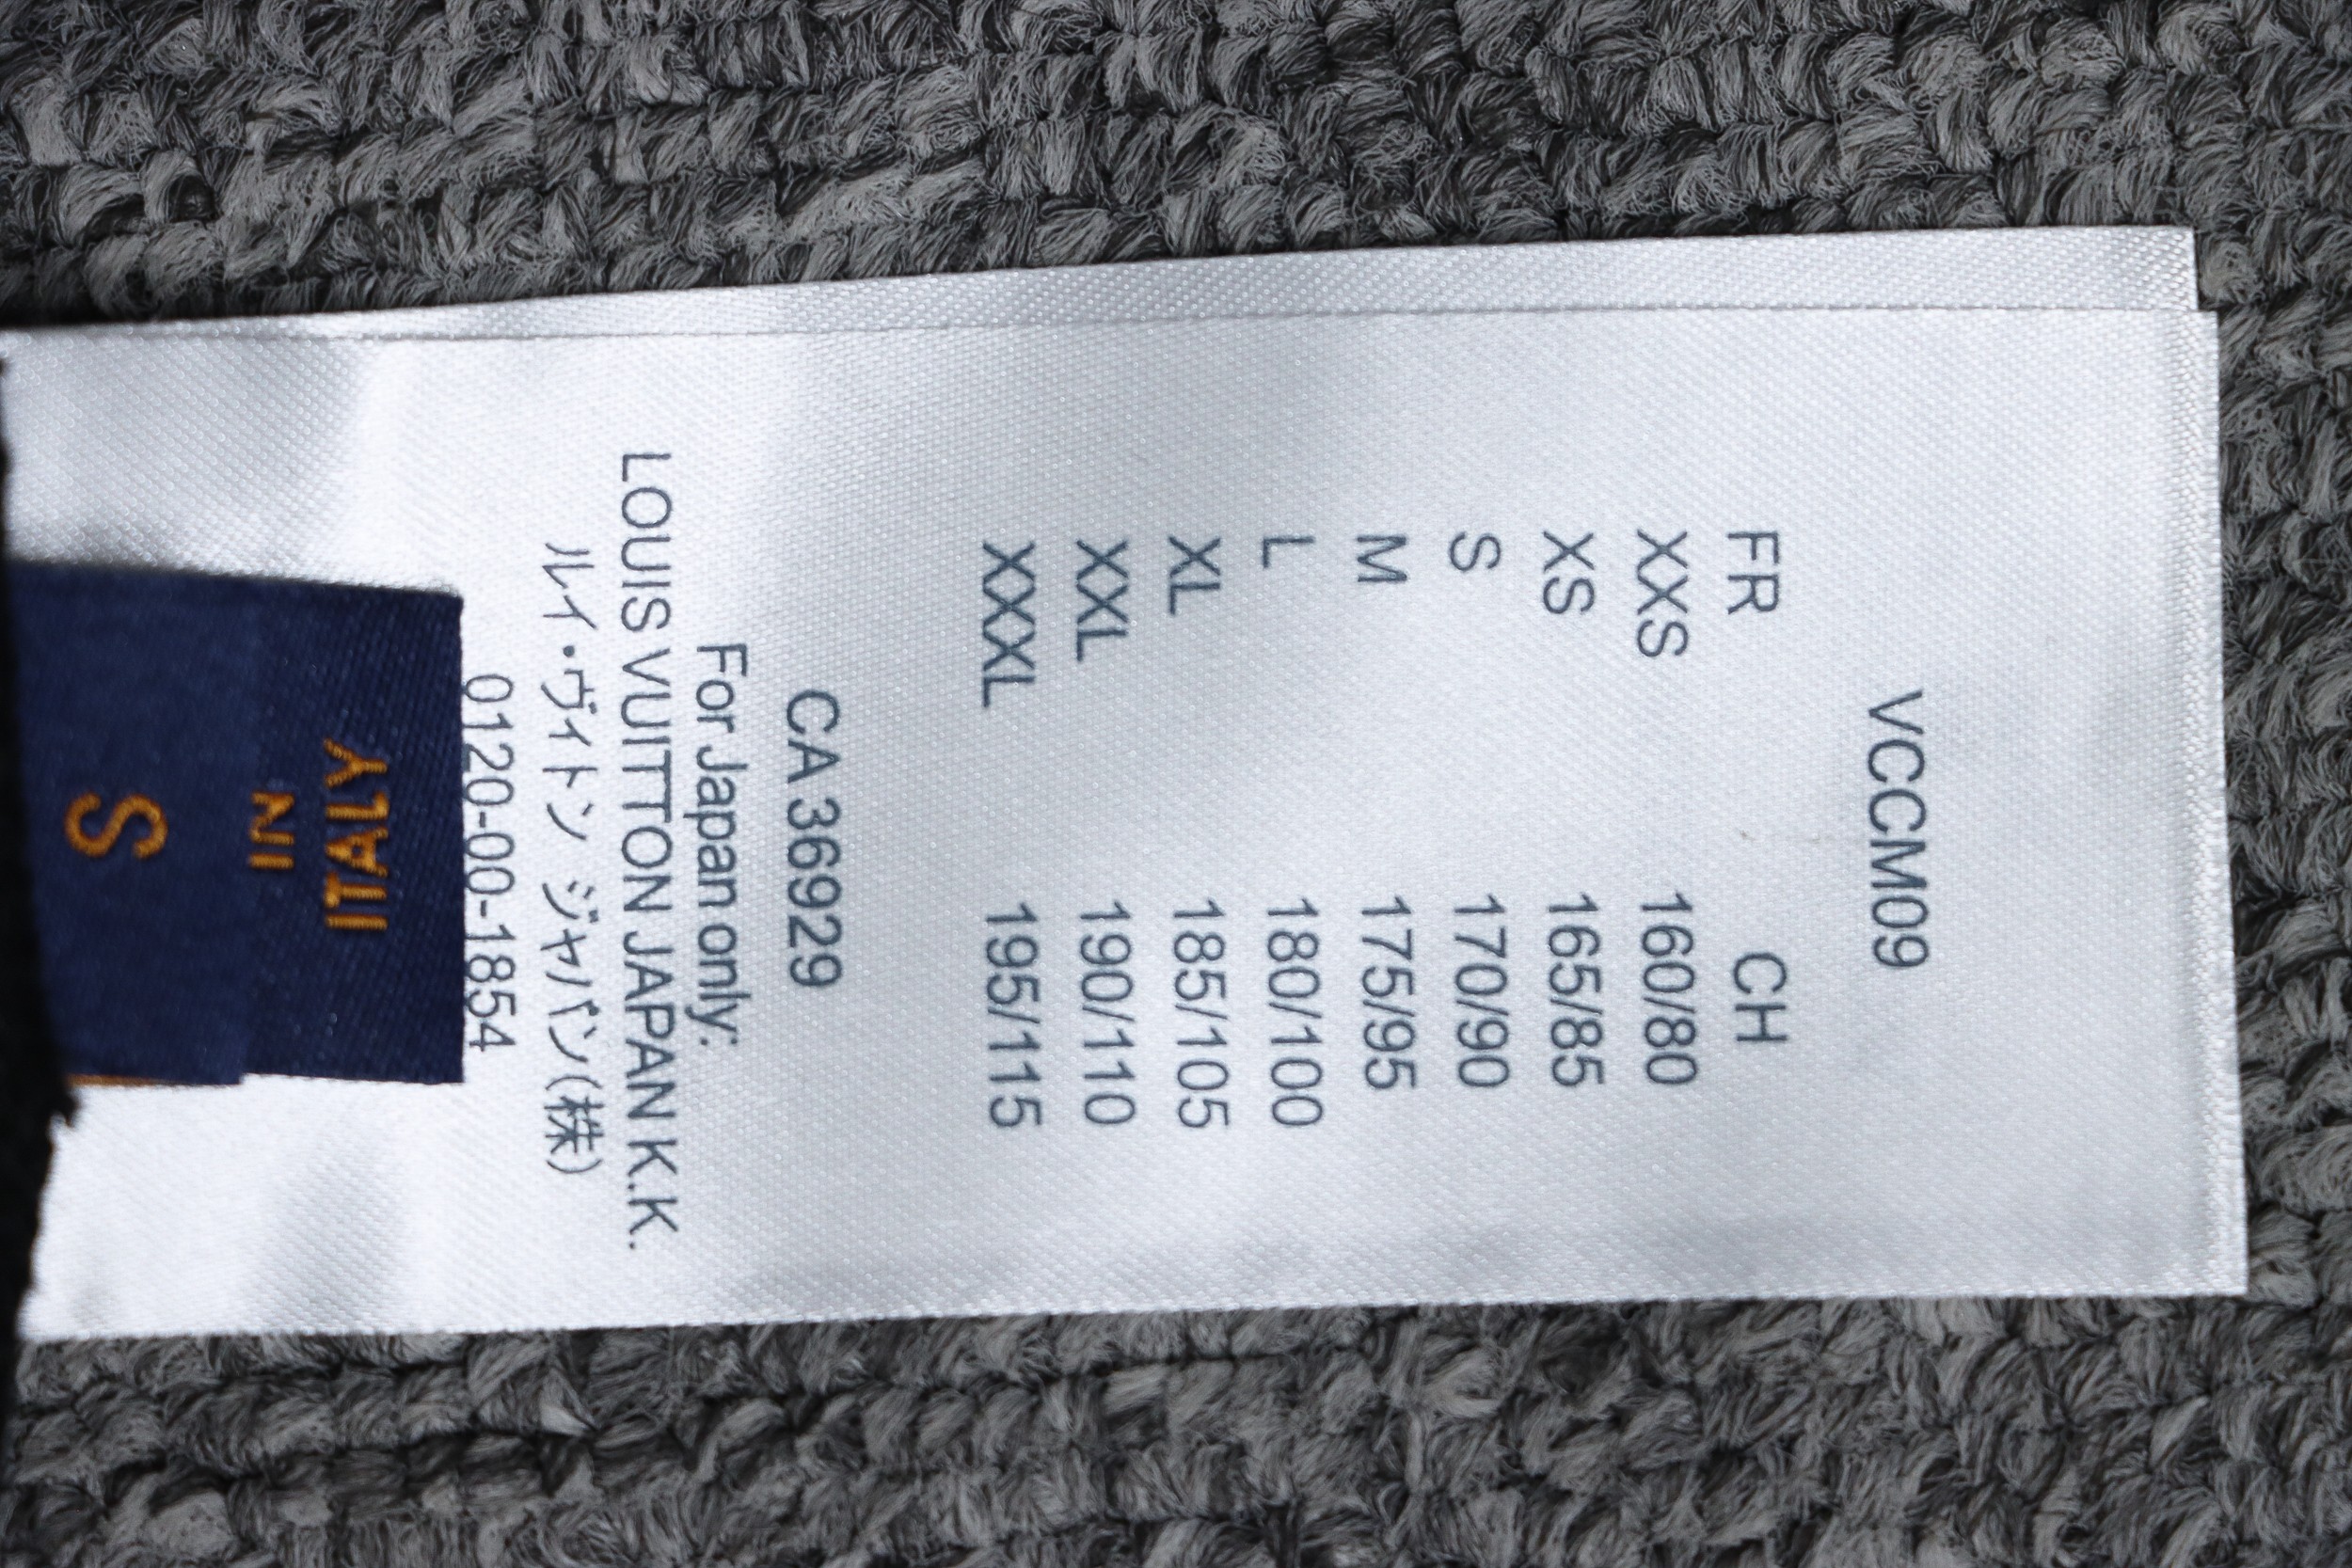 VCCM09
FR CH
XXS 160/80
XS 165/85
S 170/90
M 175/95
L 180/100
XL 185/105
XXL 190/110
XXXL 195/115
CA 36929
For Japan only:
LOUIS VUITTON JAPAN K.K.
ルイ・ヴィトン ジャパン(株)
0120-00-1854
ITALY
IN
S